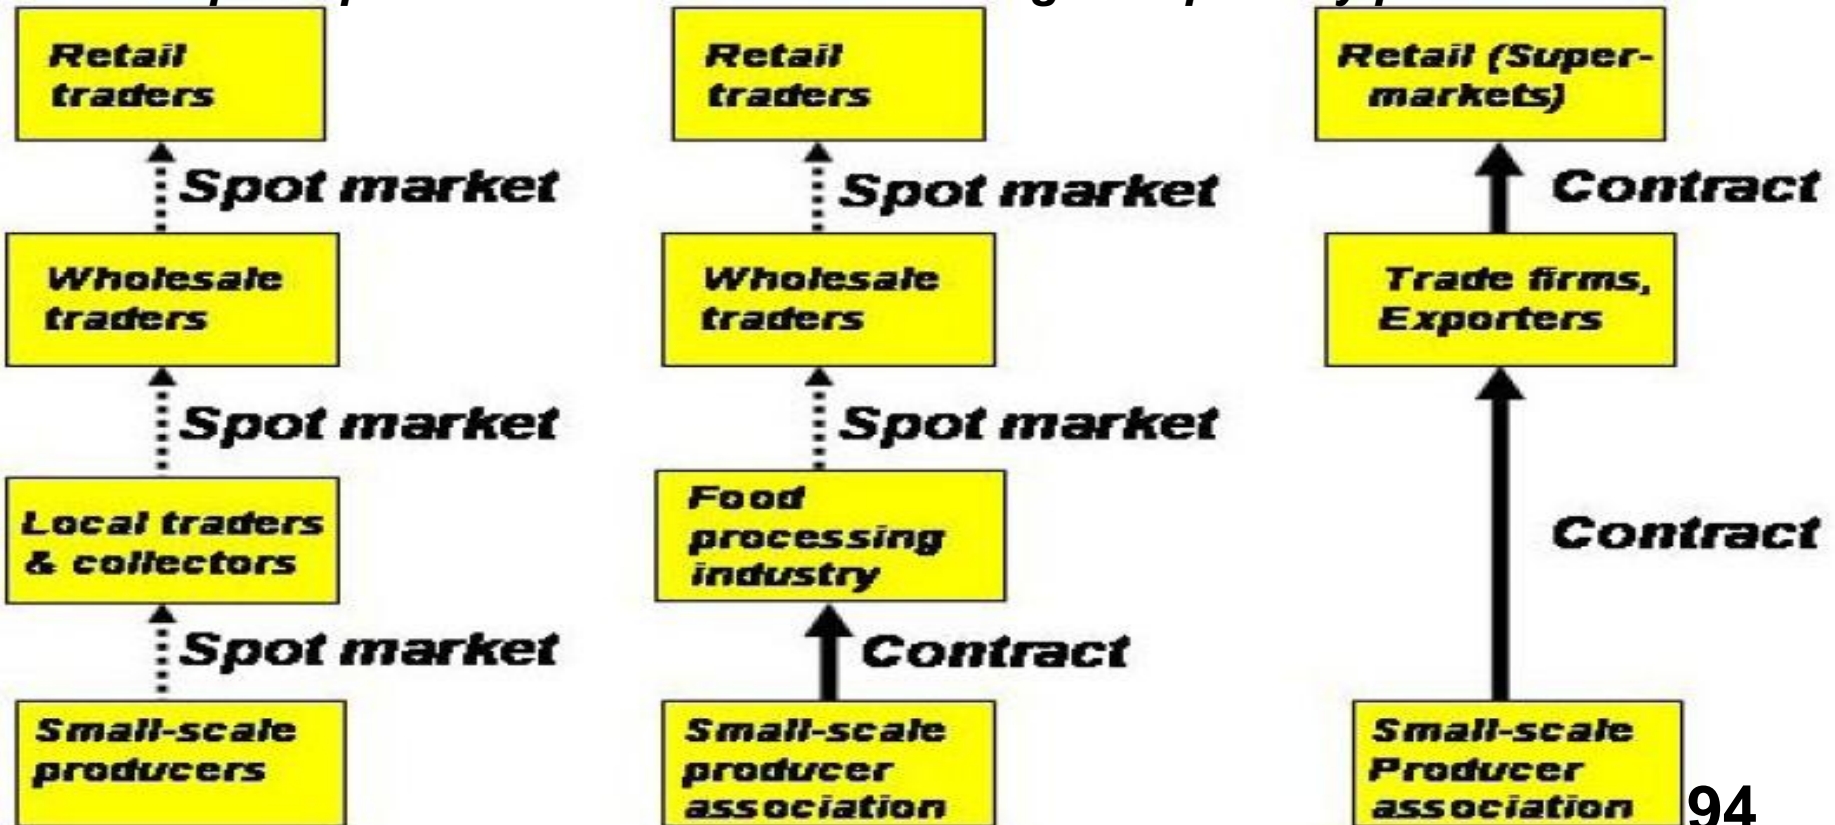 Retail
traders
Spot market
Wholesale
traders
Spot market
Local traders
& collectors
Spot market
Small-scale
producers
Retail
traders
Spot market
Wholesale
traders
Spot market
Food
processing
industry
Contract
Small-scale
producer
association
Retail (Super-
markets)
Contract
Trade firms,
Exporters
Contract
Small-scale
Producer
association
94